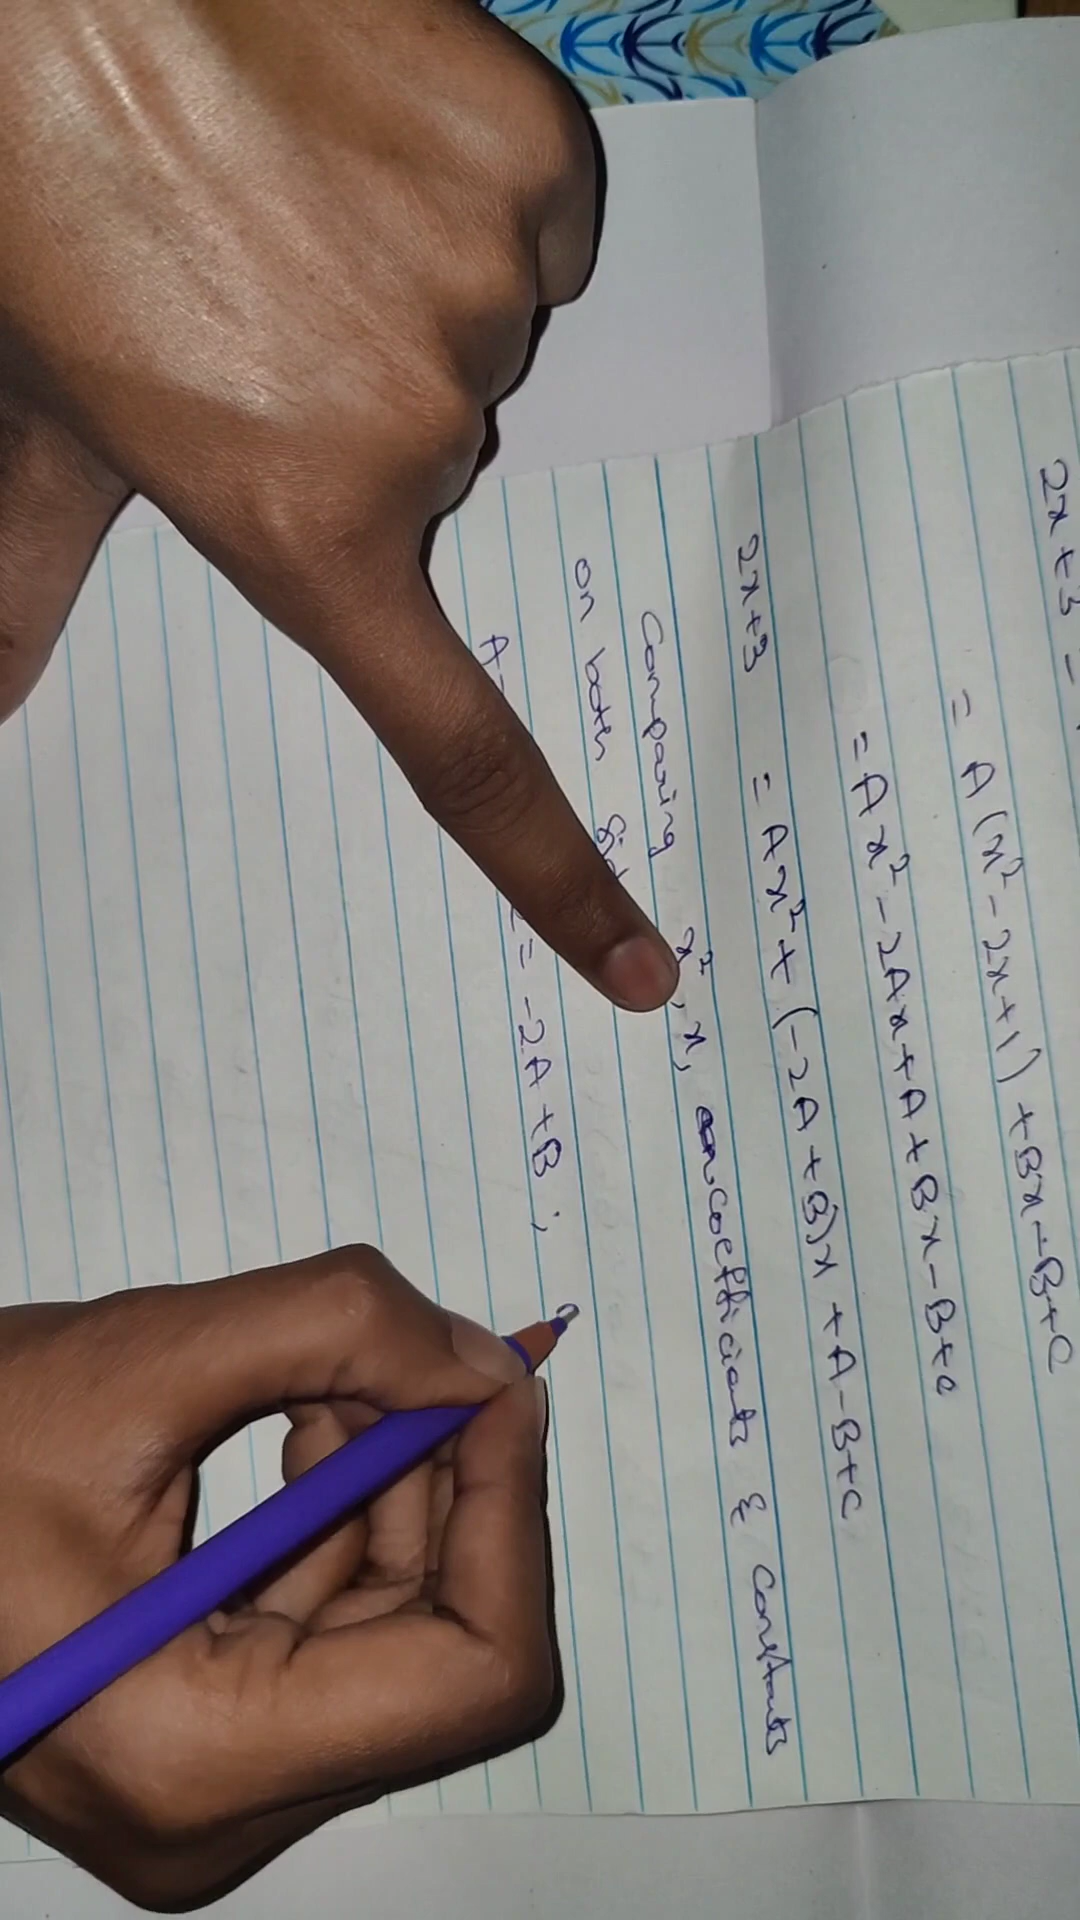 2x+3 =
= A(x²-2x+1) +Bx-B+C
= Ax²-2Ax+A+Bx-B+C
2x+3 = Ax²+(-2A+B)x +A-B+C
Comparing x², x, coefficients & constants
on both
A 2=-2A+B ;